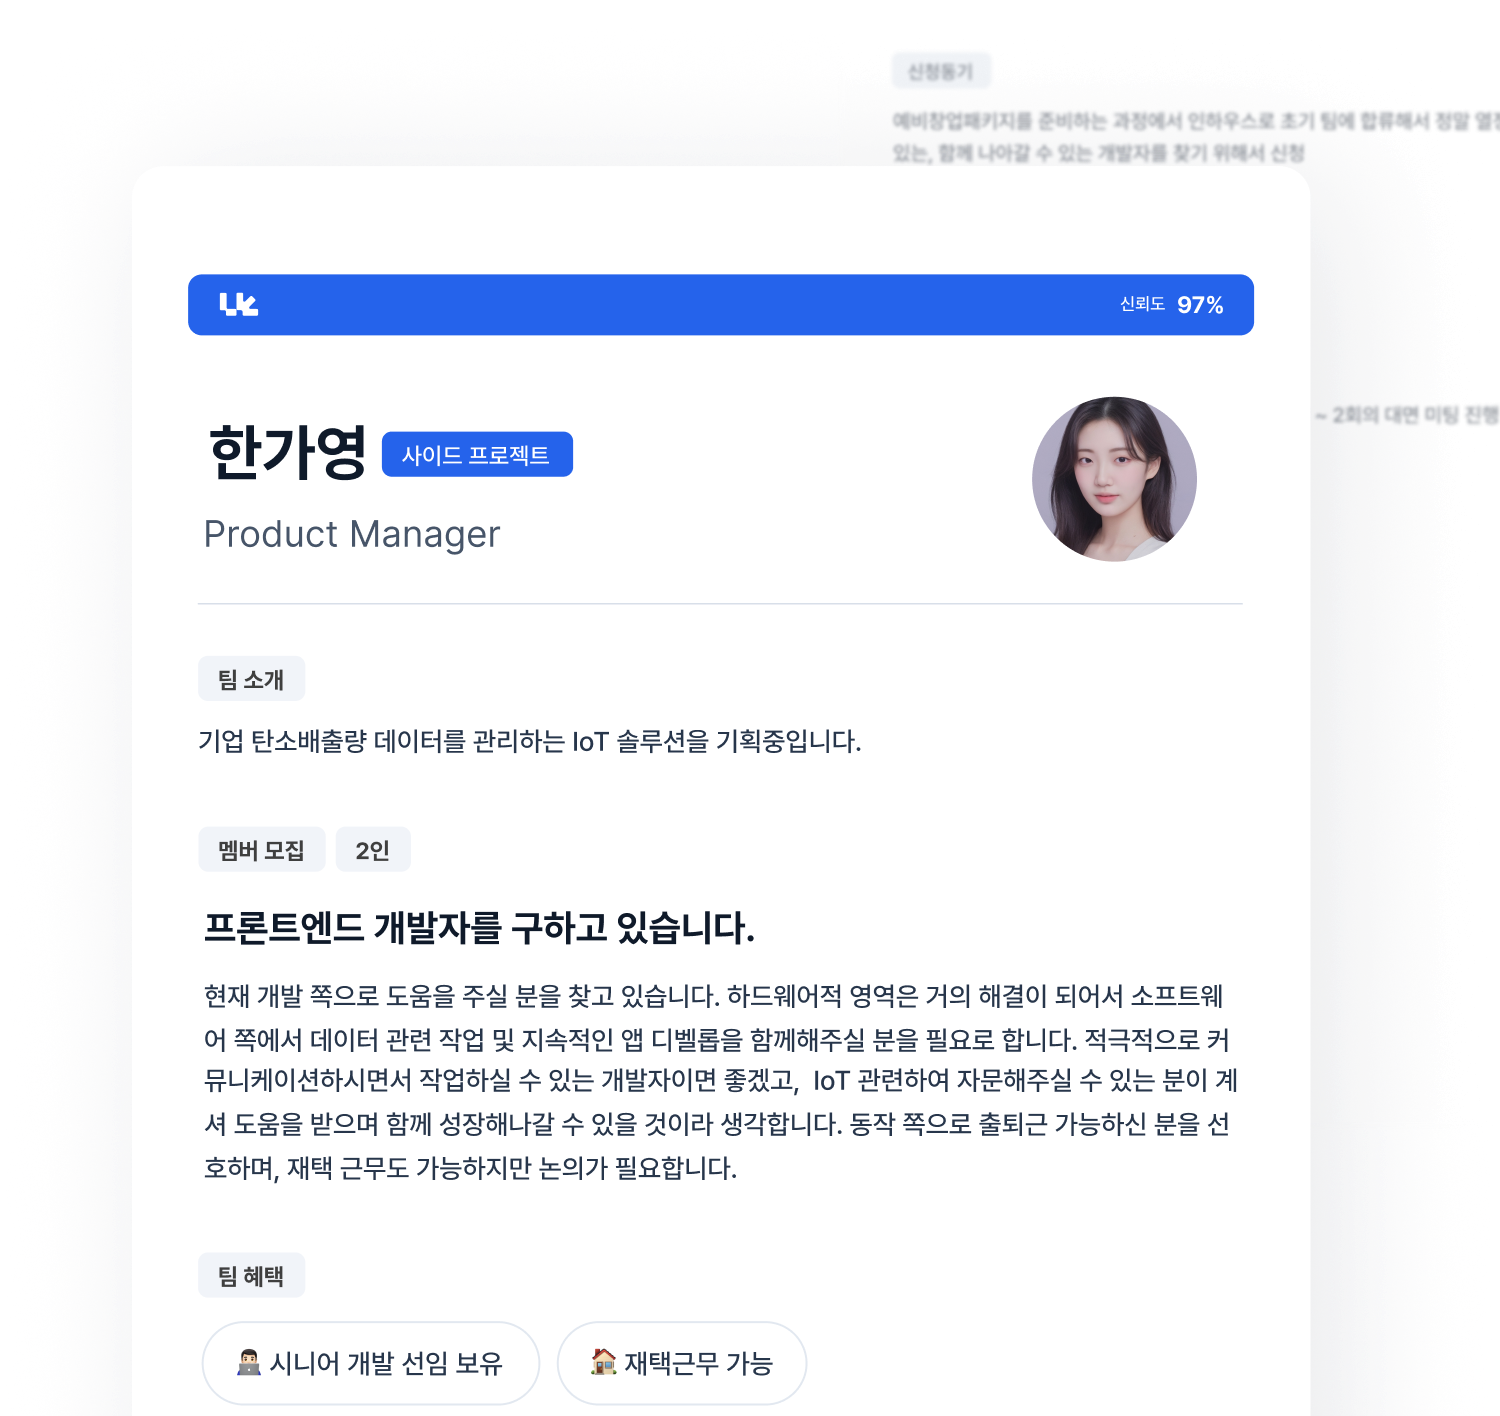 신청동기
예비창업패키지를 준비하는 과정에서 인하우스로 초기 팀에 합류해서 정말
있는, 함께 나아갈 수 있는 개발자를 찾기 위해서 신청
신뢰도 97%
~ 2회의 대면 미팅 진행
한가영 사이드 프로젝트
Product Manager
팀 소개
기업 탄소배출량 데이터를 관리하는 IoT 솔루션을 기획중입니다.
멤버 모집 2인
프론트엔드 개발자를 구하고 있습니다.
현재 개발 쪽으로 도움을 주실 분을 찾고 있습니다. 하드웨어적 영역은 거의 해결이 되어서 소프트웨
어 쪽에서 데이터 관련 작업 및 지속적인 앱 디벨롭을 함께해주실 분을 필요로 합니다. 적극적으로 커
뮤니케이션하시면서 작업하실 수 있는 개발자이면 좋겠고, IoT 관련하여 자문해주실 수 있는 분이 계
셔 도움을 받으며 함께 성장해나갈 수 있을 것이라 생각합니다. 동작 쪽으로 출퇴근 가능하신 분을 선
호하며, 재택 근무도 가능하지만 논의가 필요합니다.
팀 혜택
시니어 개발 선임 보유
재택근무 가능